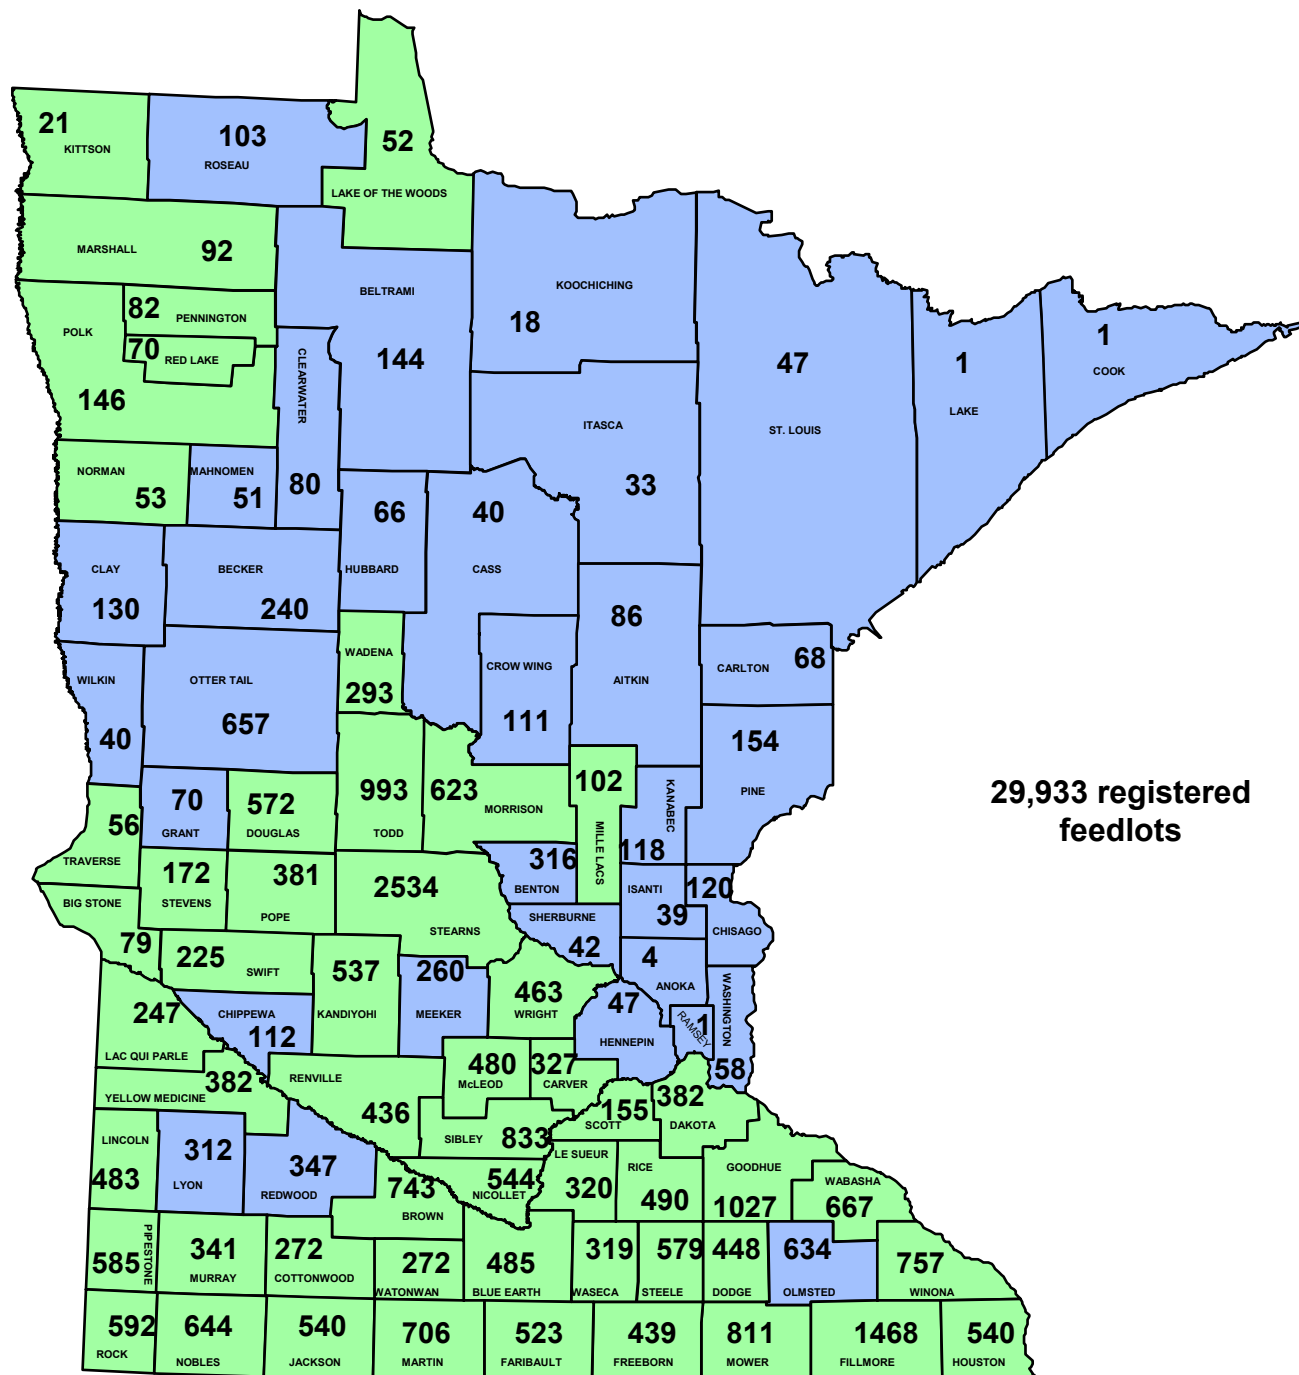 21
KITTSON
103
ROSEAU
52
LAKE OF THE WOODS
MARSHALL
92
BELTRAMI
144
KOOCHICHING
18
47
ST. LOUIS
1
LAKE
1
COOK
82
PENNINGTON
POLK
146
70
RED LAKE
CLEARWATER
80
ITASCA
33
NORMAN
53
MAHNOMEN
51
66
HUBBARD
40
CASS
CLAY
130
BECKER
240
86
AITKIN
WADENA
293
CROW WING
111
CARLTON
68
WILKIN
40
OTTER TAIL
657
154
PINE
29,933 registered
feedlots
70
GRANT
572
DOUGLAS
993
TODD
623
MORRISON
102
MILLE LACS
KANABEC
118
56
TRAVERSE
172
STEVENS
381
POPE
2534
STEARNS
316
BENTON
ISANTI
39
120
CHISAGO
BIG STONE
79
225
SWIFT
537
KANDIYOHI
260
MEEKER
SHERBURNE
42
4
ANOKA
WASHINGTON
58
463
WRIGHT
47
HENNEPIN
1
RAMSEY
247
LAC QUI PARLE
CHIPPEWA
112
382
YELLOW MEDICINE
RENVILLE
436
480
McLEOD
327
CARVER
155
SCOTT
382
DAKOTA
LINCOLN
483
312
LYON
347
REDWOOD
SIBLEY
833
544
NICOLLET
LE SUEUR
320
RICE
490
GOODHUE
1027
WABASHA
667
743
BROWN
585
PIPESTONE
341
MURRAY
272
COTTONWOOD
272
WATONWAN
485
BLUE EARTH
319
WASECA
579
STEELE
448
DODGE
634
OLMSTED
757
WINONA
592
ROCK
644
NOBLES
540
JACKSON
706
MARTIN
523
FARIBAULT
439
FREEBORN
811
MOWER
1468
FILLMORE
540
HOUSTON